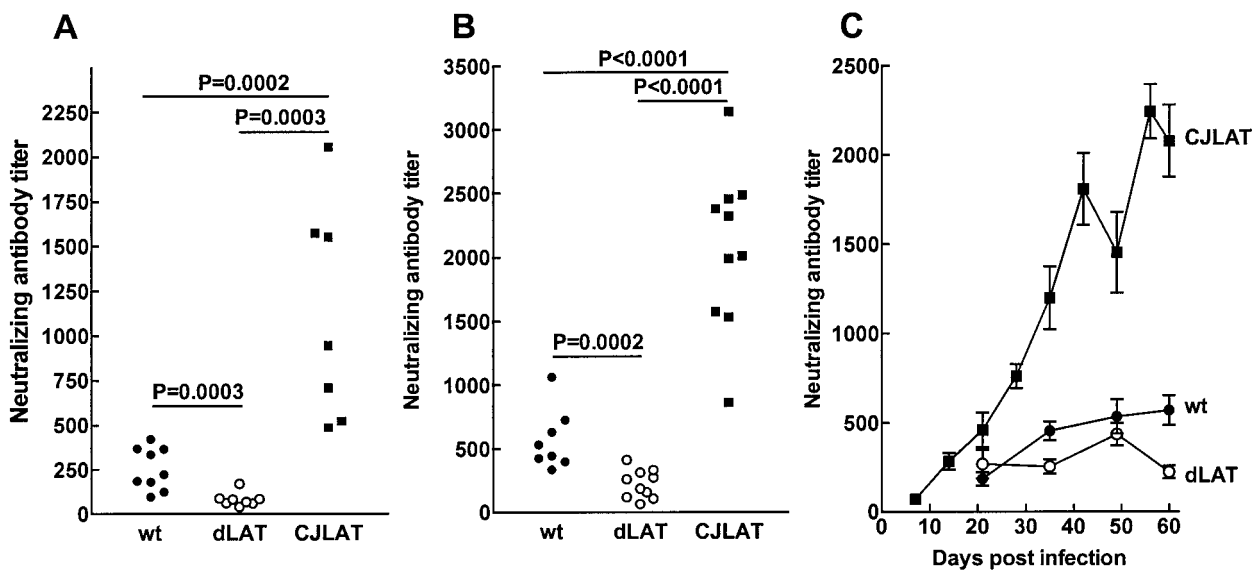 A
Neutralizing antibody titer
2250
2000
1750
1500
1250
1000
750
500
250
0
P=0.0002
P=0.0003
P=0.0003
wt dLAT CJLAT
B
Neutralizing antibody titer
3500
3000
2500
2000
1500
1000
500
0
P<0.0001
P<0.0001
P=0.0002
wt dLAT CJLAT
C
Neutralizing antibody titer
2500
2000
1500
1000
500
0
CJLAT
wt
dLAT
0 10 20 30 40 50 60
Days post infection